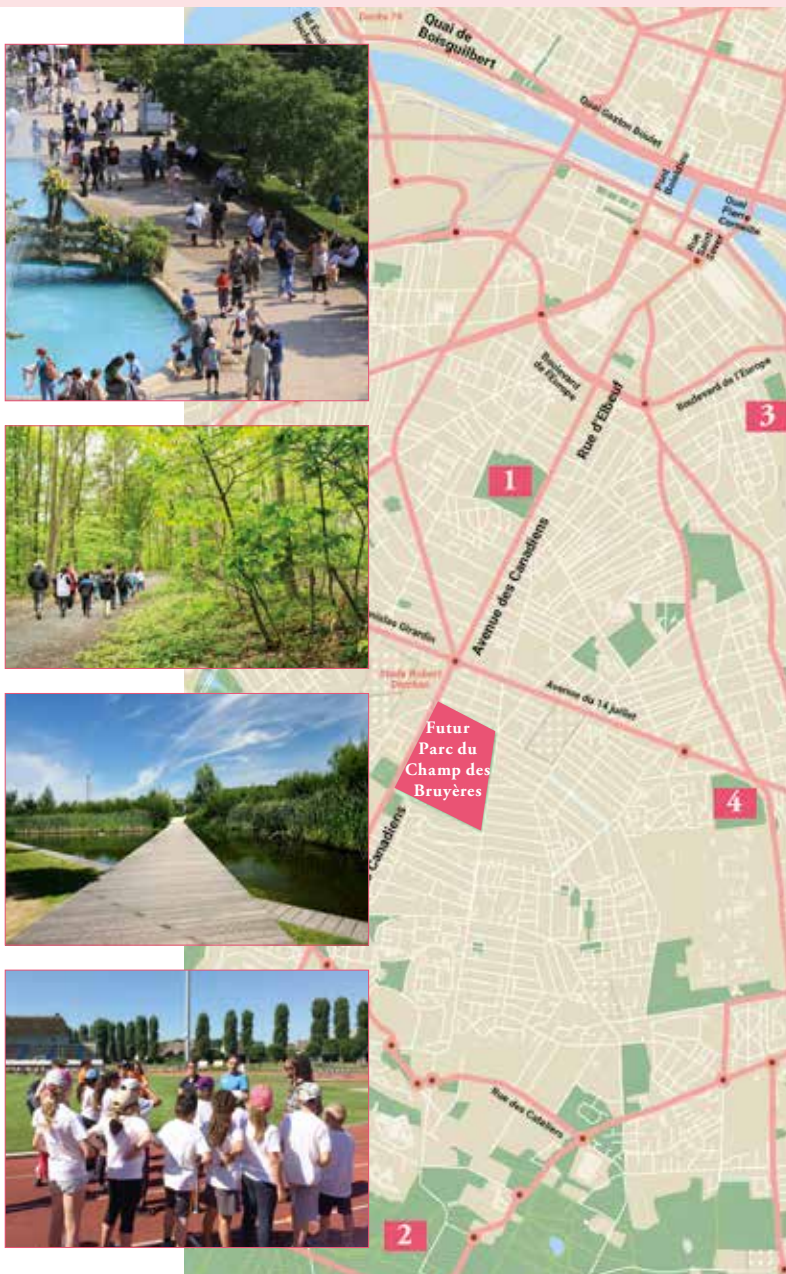 Quai de
Boisguilbert
Quai Gaston Boulet
Pont
Boieldieu
Quai
Pierre
Corneille
Rue
Saint
Sever
Boulevard
de l'Europe
Boulevard de l'Europe
Rue d'Elbeuf
3
1
Avenue des Canadiens
Girardin
Stade Robert
Diochon
Avenue du 14 juillet
Futur
Parc du
Champ des
Bruyères
4
Canadiens
Rue des Cateliers
2